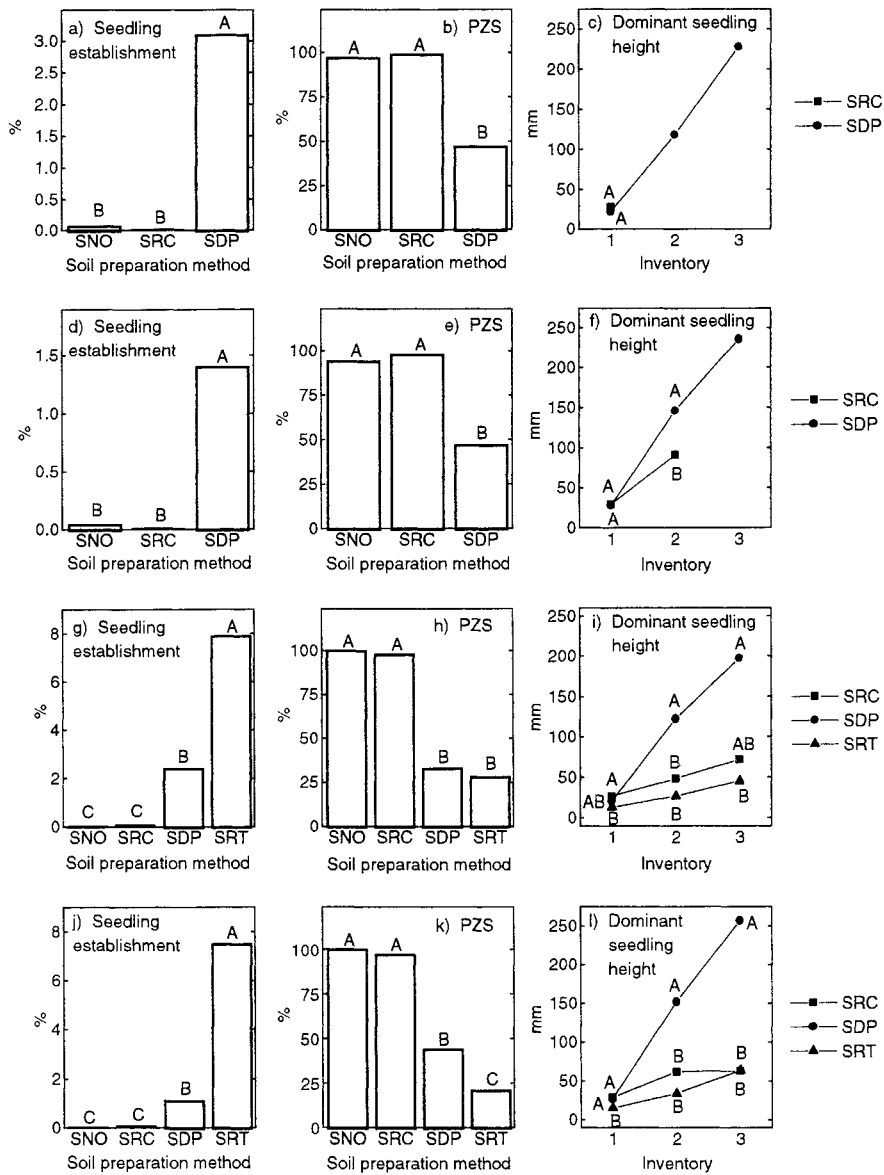 a) Seedling
establishment
A
B
B
3.0
2.5
2.0
1.5
1.0
0.5
0.0
%
SNO SRC SDP
Soil preparation method
b) PZS
A
A
B
100
75
50
25
%
SNO SRC SDP
Soil preparation method
c) Dominant seedling
height
250
200
150
100
50
0
mm
A
A
1 2 3
Inventory
SRC
SDP
d) Seedling
establishment
A
B
B
1.5
1.0
0.5
0.0
%
SNO SRC SDP
Soil preparation method
e) PZS
A
A
B
100
75
50
25
0
%
SNO SRC SDP
Soil preparation method
f) Dominant seedling
height
250
200
150
100
50
0
mm
A
A
A
B
1 2 3
Inventory
SRC
SDP
g) Seedling
establishment
A
B
C
C
8
6
4
2
0
%
SNO SRC SDP SRT
Soil preparation method
h) PZS
A
A
B
B
100
75
50
25
0
%
SNO SRC SDP SRT
Soil preparation method
i) Dominant seedling
height
250
200
150
100
50
0
mm
A
A
A
B
AB
AB
B
B
B
1 2 3
Inventory
SRC
SDP
SRT
j) Seedling
establishment
A
B
C
C
8
6
4
2
0
%
SNO SRC SDP SRT
Soil preparation method
k) PZS
A
A
B
C
100
75
50
25
0
%
SNO SRC SDP SRT
Soil preparation method
l) Dominant
seedling
height
250
200
150
100
50
0
mm
A
A
A
A
B
B
B
B
B
1 2 3
Inventory
SRC
SDP
SRT